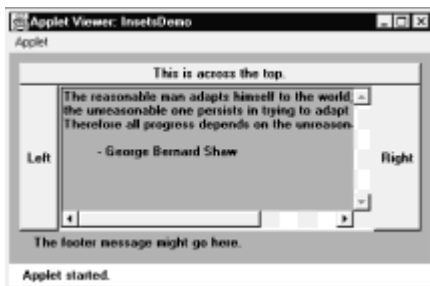 Applet Viewer: InsetsDemo
Applet
This is across the top.
The reasonable man adapts himself to the world;
the unreasonable one persists in trying to adapt
Therefore all progress depends on the unreason
- George Bernard Shaw
Left
Right
The footer message might go here.
Applet started.